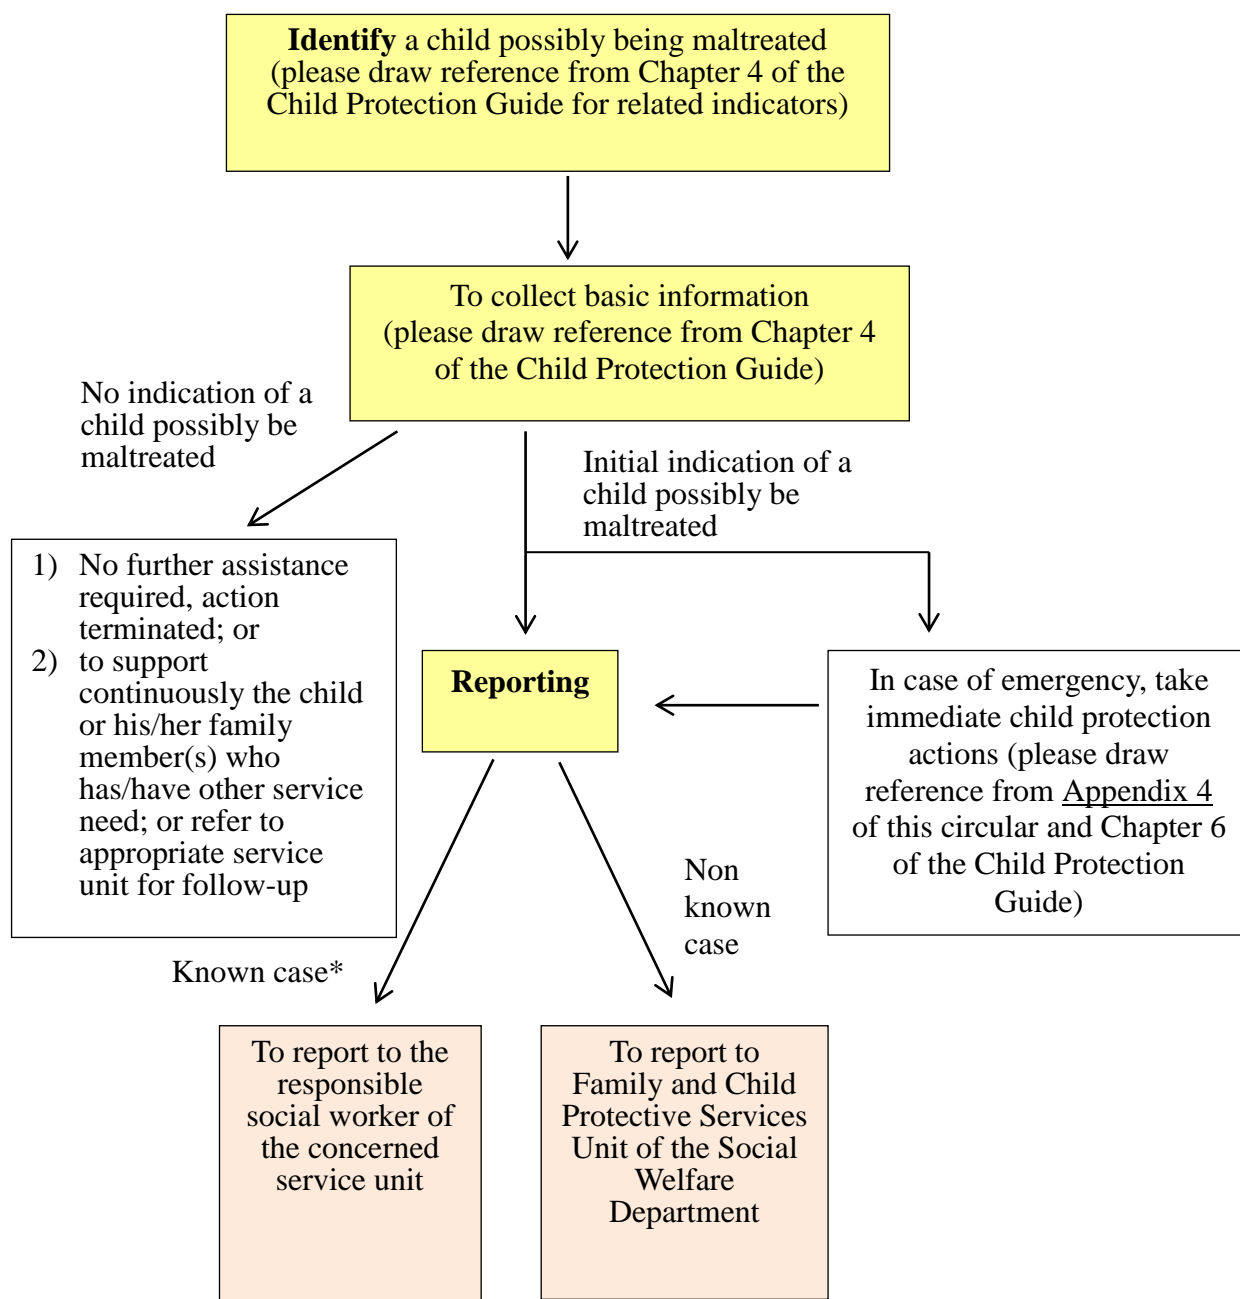 Identify a child possibly being maltreated
(please draw reference from Chapter 4 of the
Child Protection Guide for related indicators)
To collect basic information
(please draw reference from Chapter 4
of the Child Protection Guide)
No indication of a
child possibly be
maltreated
Initial indication of a
child possibly be
maltreated
1) No further assistance
required, action
terminated; or
2) to support
continuously the child
or his/her family
member(s) who
has/have other service
need; or refer to
appropriate service
unit for follow-up
Reporting
In case of emergency, take
immediate child protection
actions (please draw
reference from Appendix 4
of this circular and Chapter 6
of the Child Protection
Guide)
Known case*
Non
known
case
To report to the
responsible
social worker of
the concerned
service unit
To report to
Family and Child
Protective Services
Unit of the Social
Welfare
Department